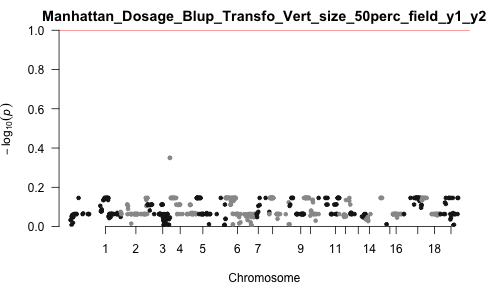 Manhattan_Dosage_Blup_Transfo_Vert_size_50perc_field_y1_y2
1.0
0.8
0.6
0.4
0.2
0.0
− log10(p)
1 2 3 4 5 6 7 9 11 14 16 18
Chromosome